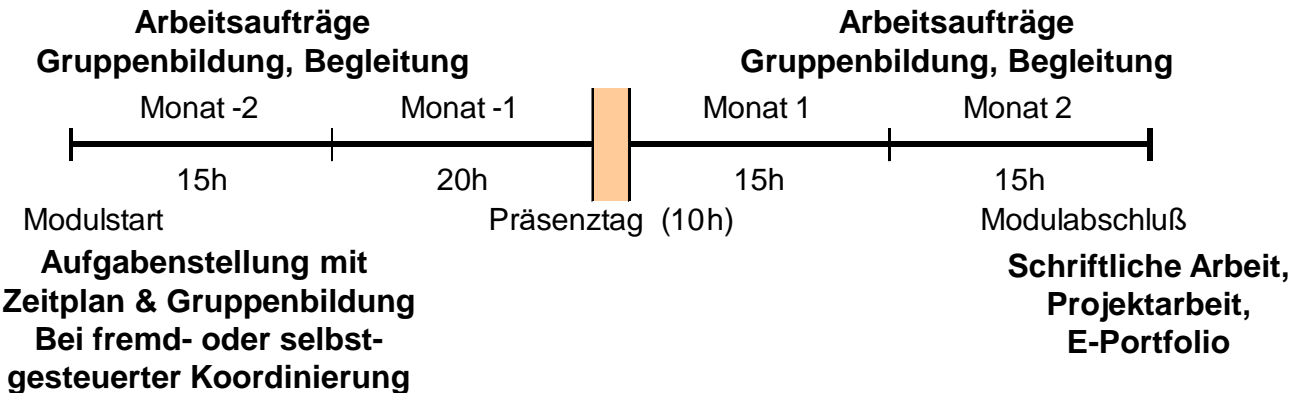 Arbeitsaufträge
Gruppenbildung, Begleitung
Arbeitsaufträge
Gruppenbildung, Begleitung
Monat -2
Monat -1
Monat 1
Monat 2
15h
20h
15h
15h
Modulstart
Präsenztag (10h)
Modulabschluß
Aufgabenstellung mit
Zeitplan & Gruppenbildung
Bei fremd- oder selbst-
gesteuerter Koordinierung
Schriftliche Arbeit,
Projektarbeit,
E-Portfolio